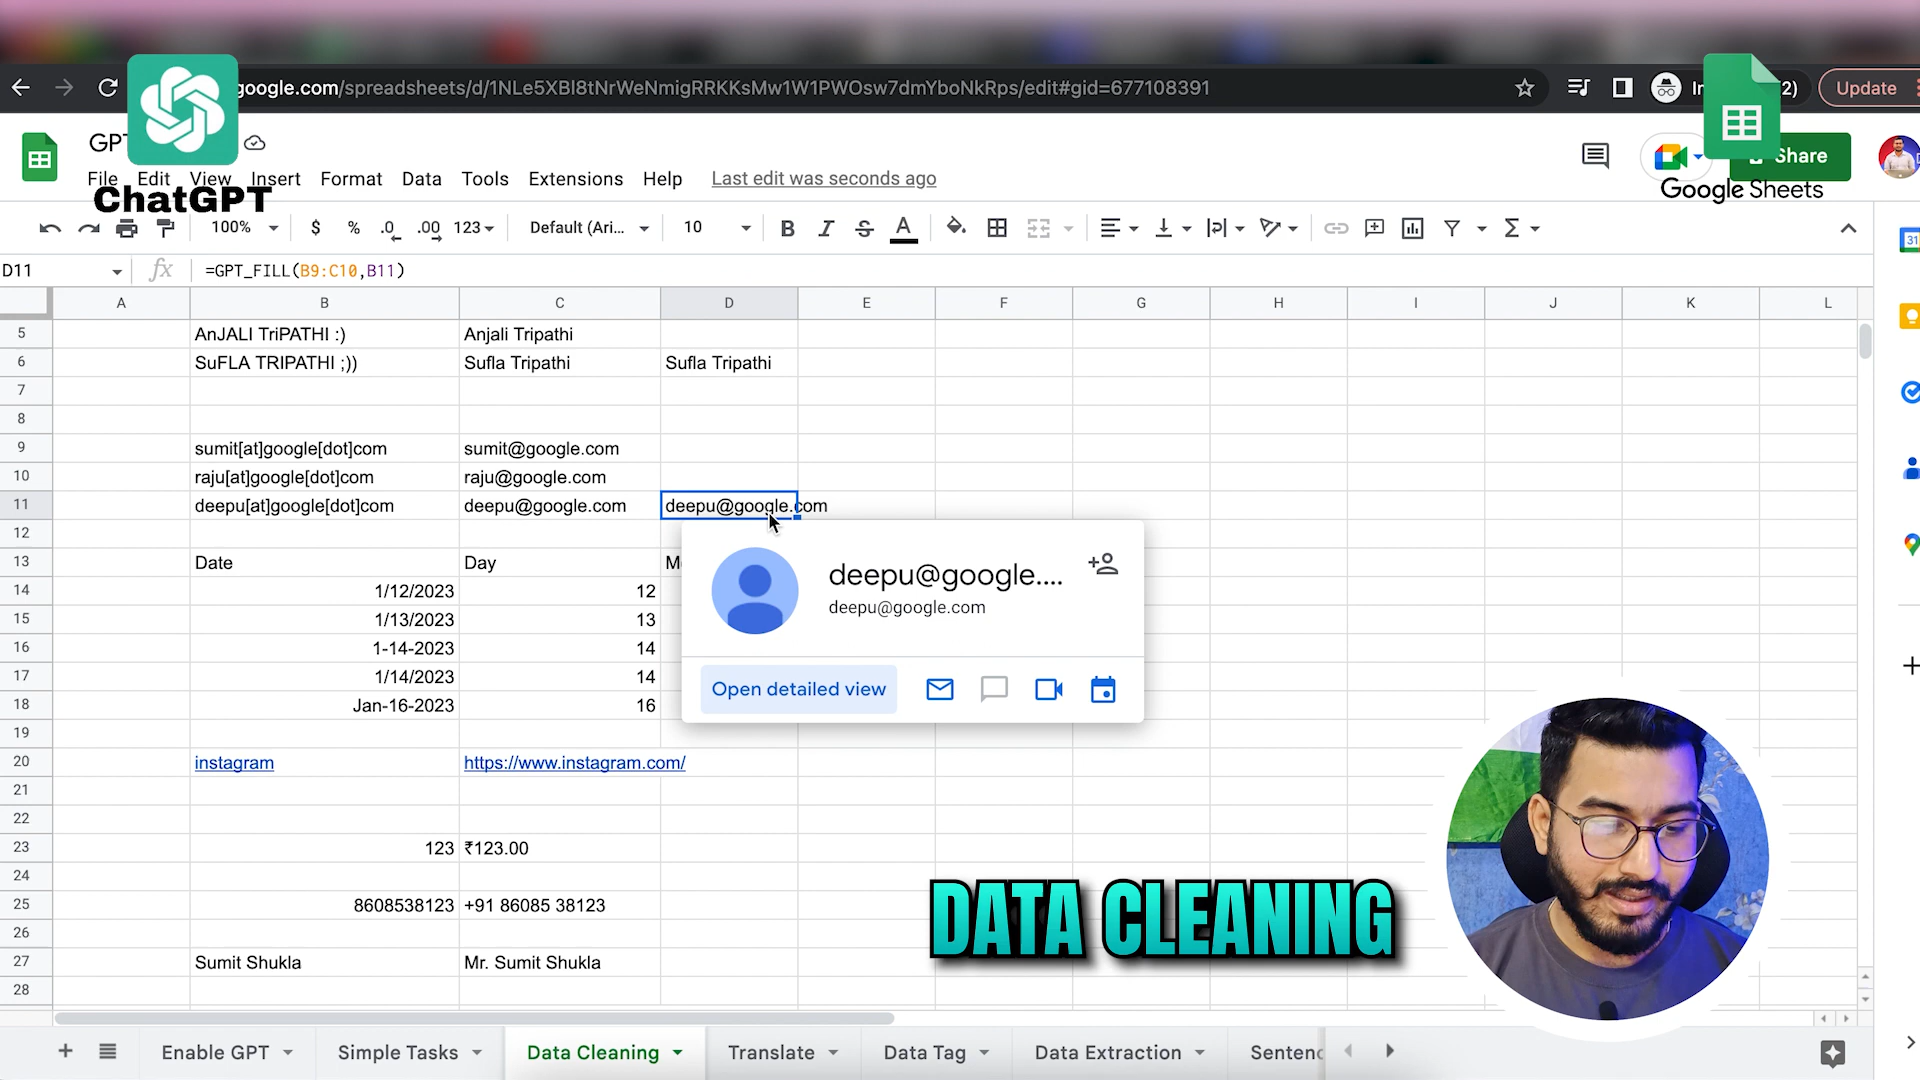 google.com/spreadsheets/d/1NLe5XBl8tNrWeNmigRRKKsMw1W1PWOsw7dmYboNkRps/edit#gid=677108391
Update
GPT
File Edit View Insert Format Data Tools Extensions Help Last edit was seconds ago
Share
ChatGPT
Google Sheets
100% $ % .0 .00 123 Default (Ari... 10 B I S A Σ
31
D11 fx =GPT_FILL(B9:C10,B11)
A B C D E F G H I J K L
5 AnJALI TriPATHI :) Anjali Tripathi
6 SuFLA TRIPATHI ;)) Sufla Tripathi Sufla Tripathi
7
8
9 sumit[at]google[dot]com sumit@google.com
10 raju[at]google[dot]com raju@google.com
11 deepu[at]google[dot]com deepu@google.com deepu@google.com
12
13 Date Day
14 1/12/2023 12
15 1/13/2023 13
16 1-14-2023 14
17 1/14/2023 14
18 Jan-16-2023 16
deepu@google....
deepu@google.com
Open detailed view
19
20 instagram https://www.instagram.com/
21
22
23 123 ₹123.00
24
25 8608538123 +91 86085 38123
26
27 Sumit Shukla Mr. Sumit Shukla
28
DATA CLEANING
Enable GPT Simple Tasks Data Cleaning Translate Data Tag Data Extraction Sentenc